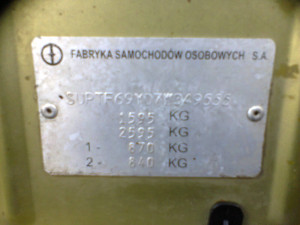 FABRYKA SAMOCHODÓW OSOBOWYCH S.A.
1595 KG
2595 KG
1- 870 KG
2- 840 KG